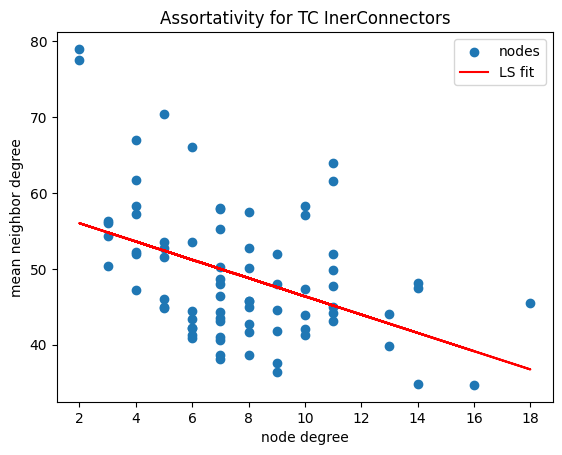 Assortativity for TC InerConnectors
80
70
60
50
40
mean neighbor degree
nodes
LS fit
2 4 6 8 10 12 14 16 18
node degree